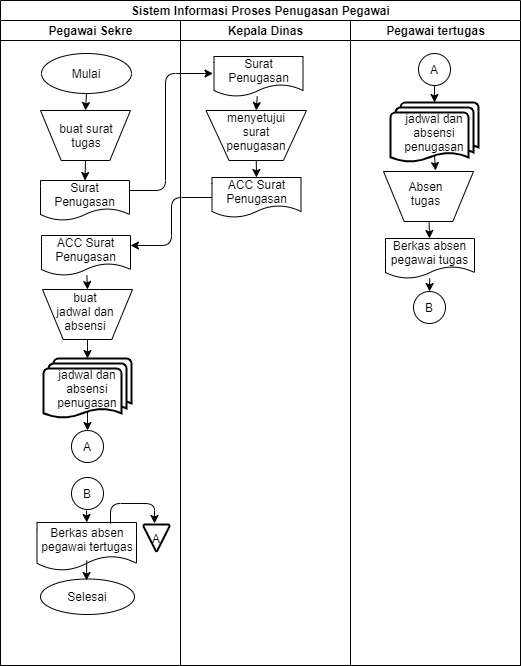 Sistem Informasi Proses Penugasan Pegawai
Pegawai Sekre
Kepala Dinas
Pegawai tertugas
Mulai
buat surat
tugas
Surat
Penugasan
Surat
Penugasan
menyetujui
surat
penugasan
ACC Surat
Penugasan
ACC Surat
Penugasan
buat
jadwal dan
absensi
jadwal dan
absensi
penugasan
A
A
jadwal dan
absensi
penugasan
Absen
tugas
Berkas absen
pegawai tugas
B
B
Berkas absen
pegawai tertugas
A
Selesai